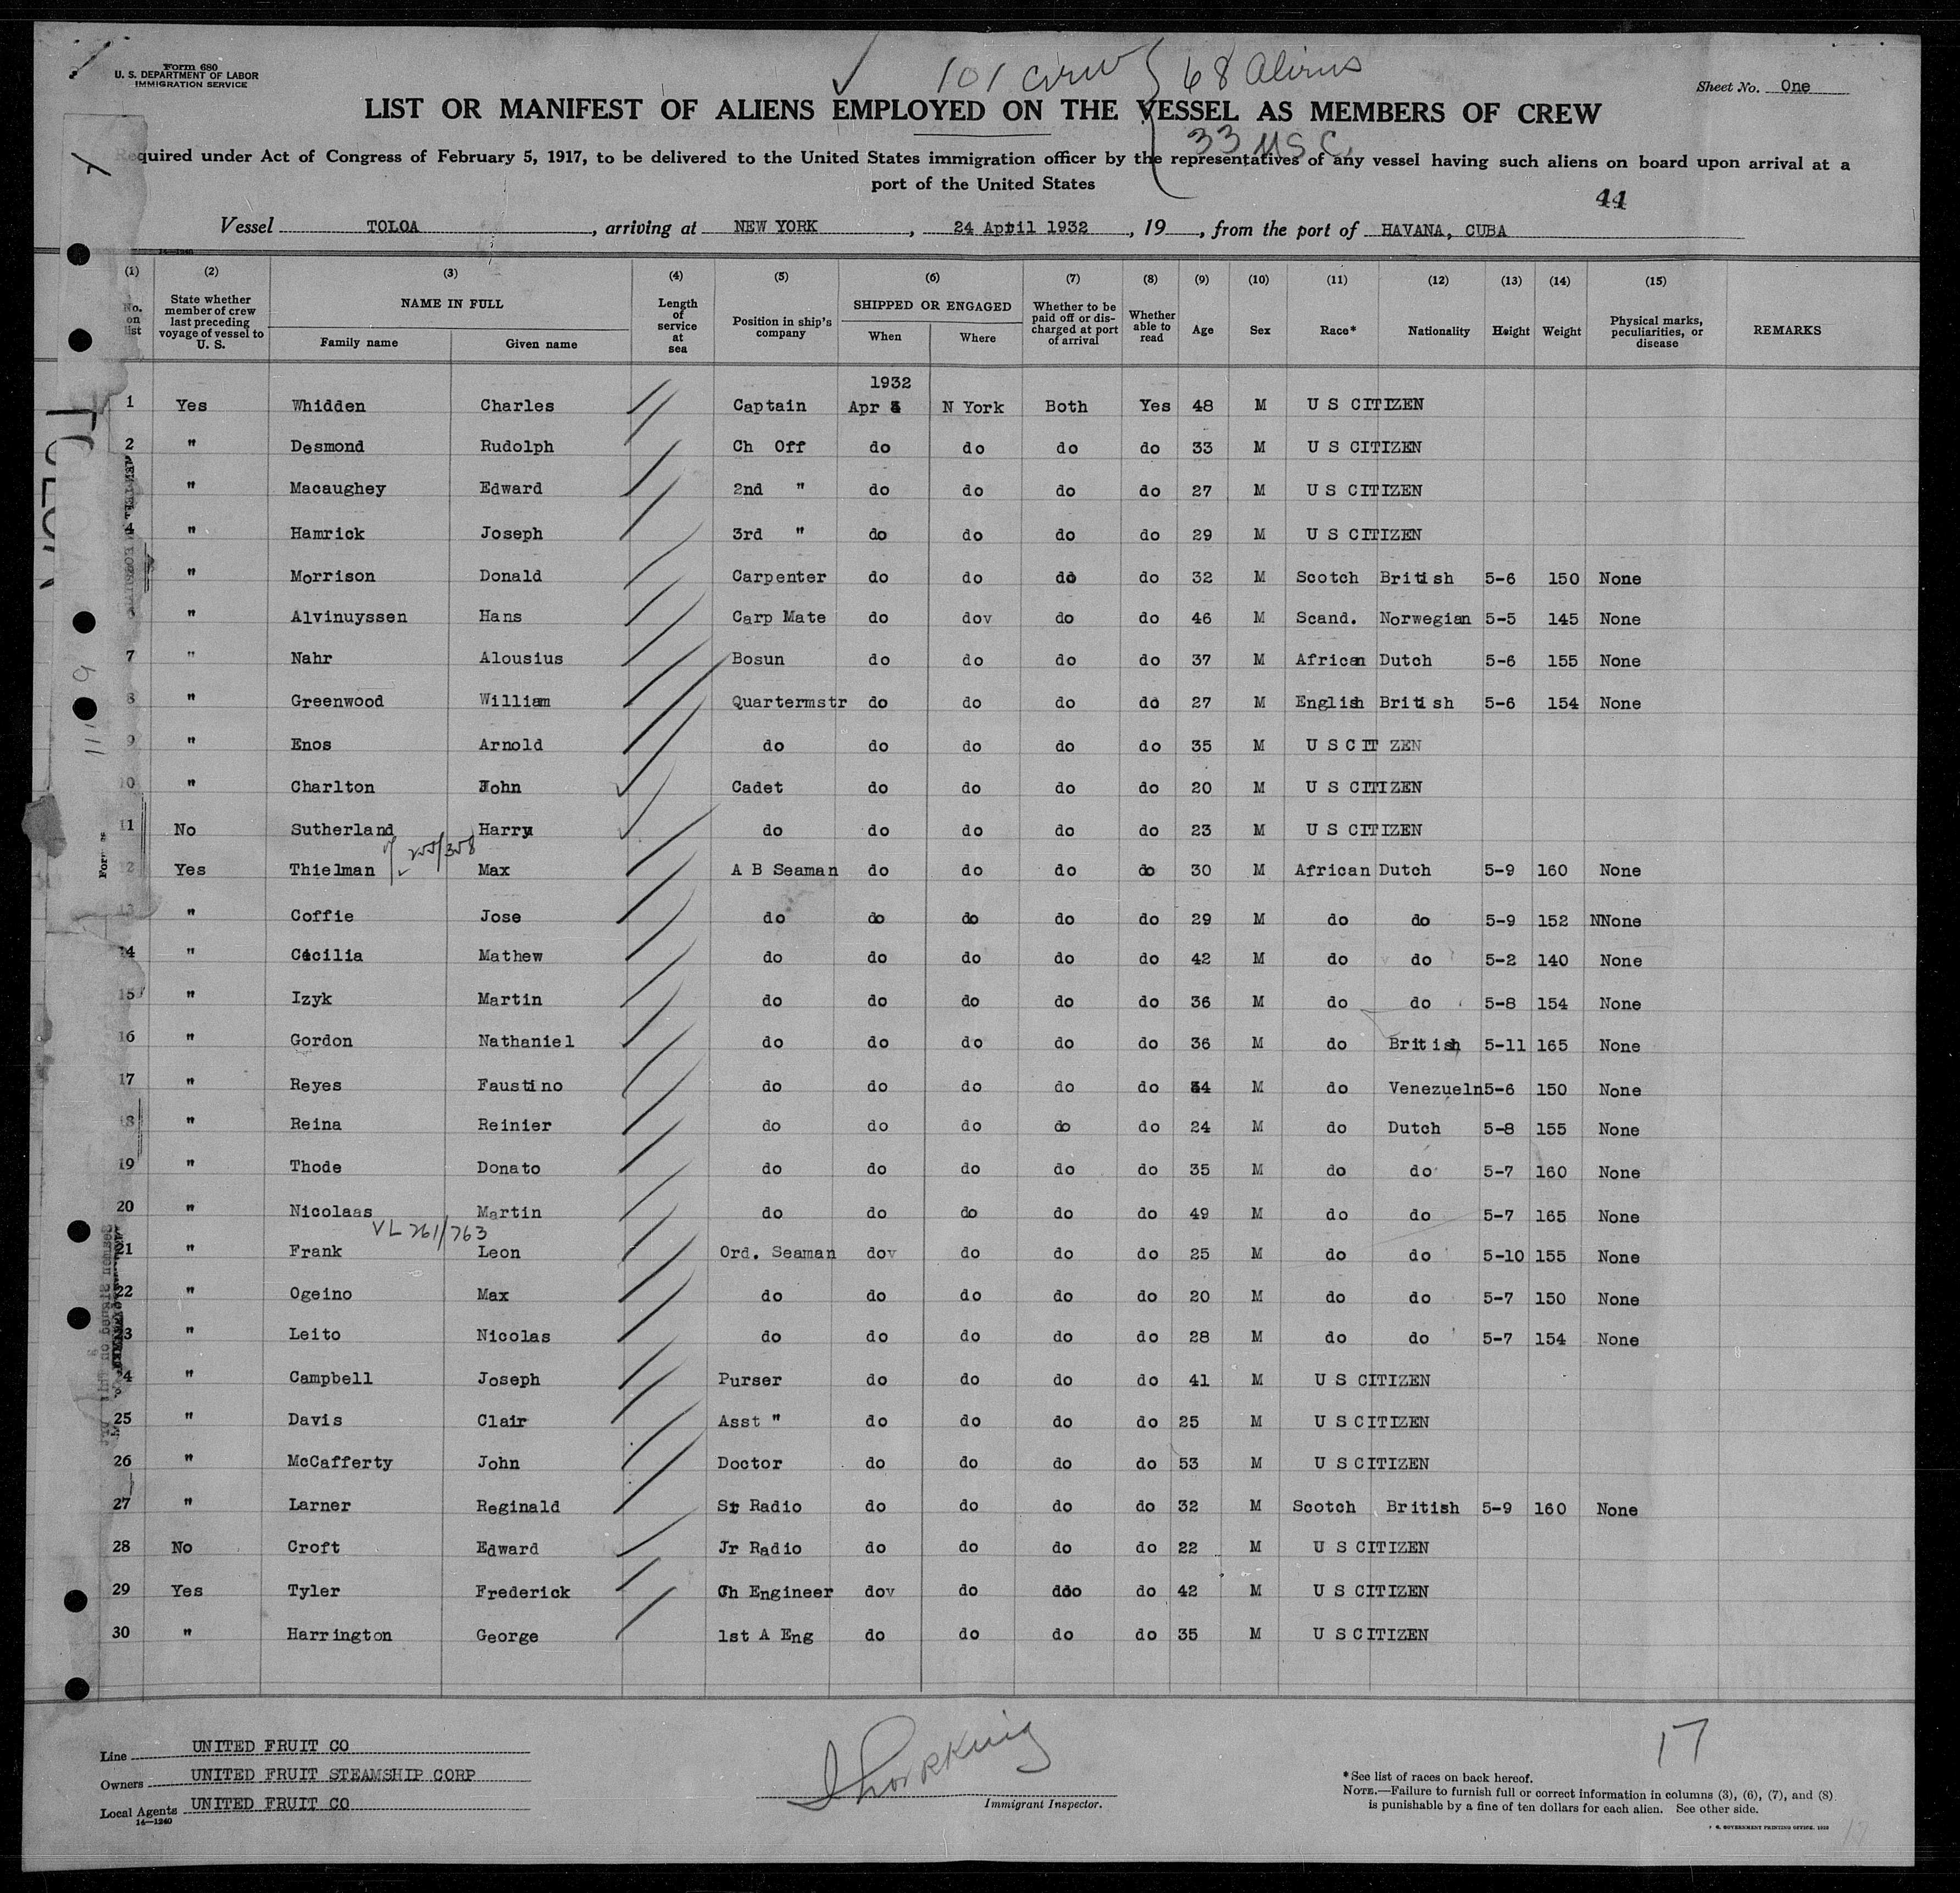 Form 680
U. S. DEPARTMENT OF LABOR
IMMIGRATION SERVICE
101 crew 68 Aliens
33 USC
Sheet No. One
LIST OR MANIFEST OF ALIENS EMPLOYED ON THE VESSEL AS MEMBERS OF CREW
Required under Act of Congress of February 5, 1917, to be delivered to the United States immigration officer by the representatives of any vessel having such aliens on board upon arrival at a
port of the United States
44
Vessel TOLOA, arriving at NEW YORK, 24 April 1932, 19 , from the port of HAVANA, CUBA
14—1240
(1) (2) (3) (4) (5) (6) (7) (8) (9) (10) (11) (12) (13) (14) (15)
No. on list | State whether member of crew last preceding voyage of vessel to U. S. | NAME IN FULL Family name Given name | Length of service at sea | Position in ship's company | SHIPPED OR ENGAGED When Where | Whether to be paid off or discharged at port of arrival | Whether able to read | Age | Sex | Race* | Nationality | Height | Weight | Physical marks, peculiarities, or disease | REMARKS
1932
1 Yes Whidden Charles Captain Apr N York Both Yes 48 M U S CITIZEN
2 " Desmond Rudolph Ch Off do do do do 33 M U S CITIZEN
" Macaughey Edward 2nd " do do do do 27 M U S CITIZEN
4 " Hamrick Joseph 3rd " do do do do 29 M U S CITIZEN
" Morrison Donald Carpenter do do do do 32 M Scotch British 5-6 150 None
" Alvinuyssen Hans Carp Mate do dov do do 46 M Scand. Norwegian 5-5 145 None
7 " Nahr Alousius Bosun do do do do 37 M African Dutch 5-6 155 None
8 " Greenwood William Quartermstr do do do do 27 M English British 5-6 154 None
9 " Enos Arnold do do do do do 35 M U S CIT ZEN
10 " Charlton John Cadet do do do do 20 M U S CITIZEN
11 No Sutherland Harry do do do do do 23 M U S CITIZEN
12 Yes Thielman Max A B Seaman do do do do 30 M African Dutch 5-9 160 None
13 " Coffie Jose do do do do do 29 M do do 5-9 152 NNone
14 " Cecilia Mathew do do do do do 42 M do do 5-2 140 None
15 " Izyk Martin do do do do do 36 M do do 5-8 154 None
16 " Gordon Nathaniel do do do do do 36 M do British 5-11 165 None
17 " Reyes Faustino do do do do do 34 M do Venezueln 5-6 150 None
18 " Reina Reinier do do do do do 24 M do Dutch 5-8 155 None
19 " Thode Donato do do do do do 35 M do do 5-7 160 None
20 " Nicolaas Martin do do do do do 49 M do do 5-7 165 None
VL 261/763
21 " Frank Leon Ord. Seaman dov do do do 25 M do do 5-10 155 None
22 " Ogeino Max do do do do do 20 M do do 5-7 150 None
23 " Leito Nicolas do do do do do 28 M do do 5-7 154 None
24 " Campbell Joseph Purser do do do do 41 M U S CITIZEN
25 " Davis Clair Asst " do do do do 25 M U S CITIZEN
26 " McCafferty John Doctor do do do do 53 M U S CITIZEN
27 " Larner Reginald Sr Radio do do do do 32 M Scotch British 5-9 160 None
28 No Croft Edward Jr Radio do do do do 22 M U S CITIZEN
29 Yes Tyler Frederick Ch Engineer dov do ddo do 42 M U S CITIZEN
30 " Harrington George 1st A Eng do do do do 35 M U S CITIZEN
17
Line UNITED FRUIT CO
Owners UNITED FRUIT STEAMSHIP CORP
Local Agents UNITED FRUIT CO
14—1240
Immigrant Inspector.
*See list of races on back hereof.
NOTE.—Failure to furnish full or correct information in columns (3), (6), (7), and (8)
is punishable by a fine of ten dollars for each alien. See other side.